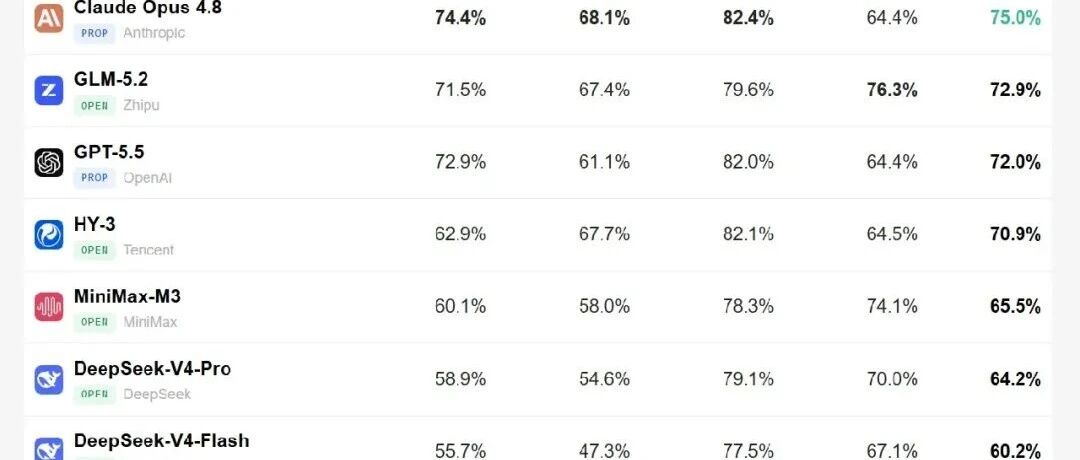 Claude Opus 4.8 74.4% 68.1% 82.4% 64.4% 75.0%
PROP Anthropic
GLM-5.2 71.5% 67.4% 79.6% 76.3% 72.9%
OPEN Zhipu
GPT-5.5 72.9% 61.1% 82.0% 64.4% 72.0%
PROP OpenAI
HY-3 62.9% 67.7% 82.1% 64.5% 70.9%
OPEN Tencent
MiniMax-M3 60.1% 58.0% 78.3% 74.1% 65.5%
OPEN MiniMax
DeepSeek-V4-Pro 58.9% 54.6% 79.1% 70.0% 64.2%
OPEN DeepSeek
DeepSeek-V4-Flash 55.7% 47.3% 77.5% 67.1% 60.2%